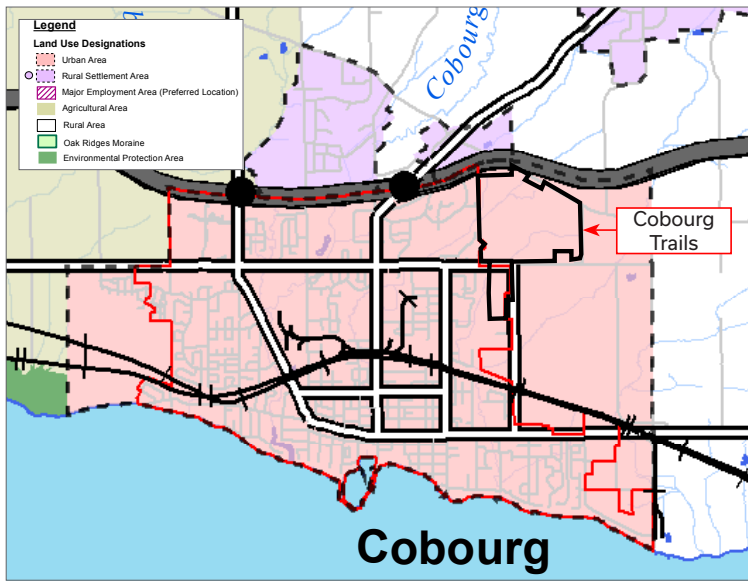 Legend
Land Use Designations
Urban Area
Rural Settlement Area
Major Employment Area (Preferred Location)
Agricultural Area
Rural Area
Oak Ridges Moraine
Environmental Protection Area
Cobourg
Cobourg
Trails
Cobourg